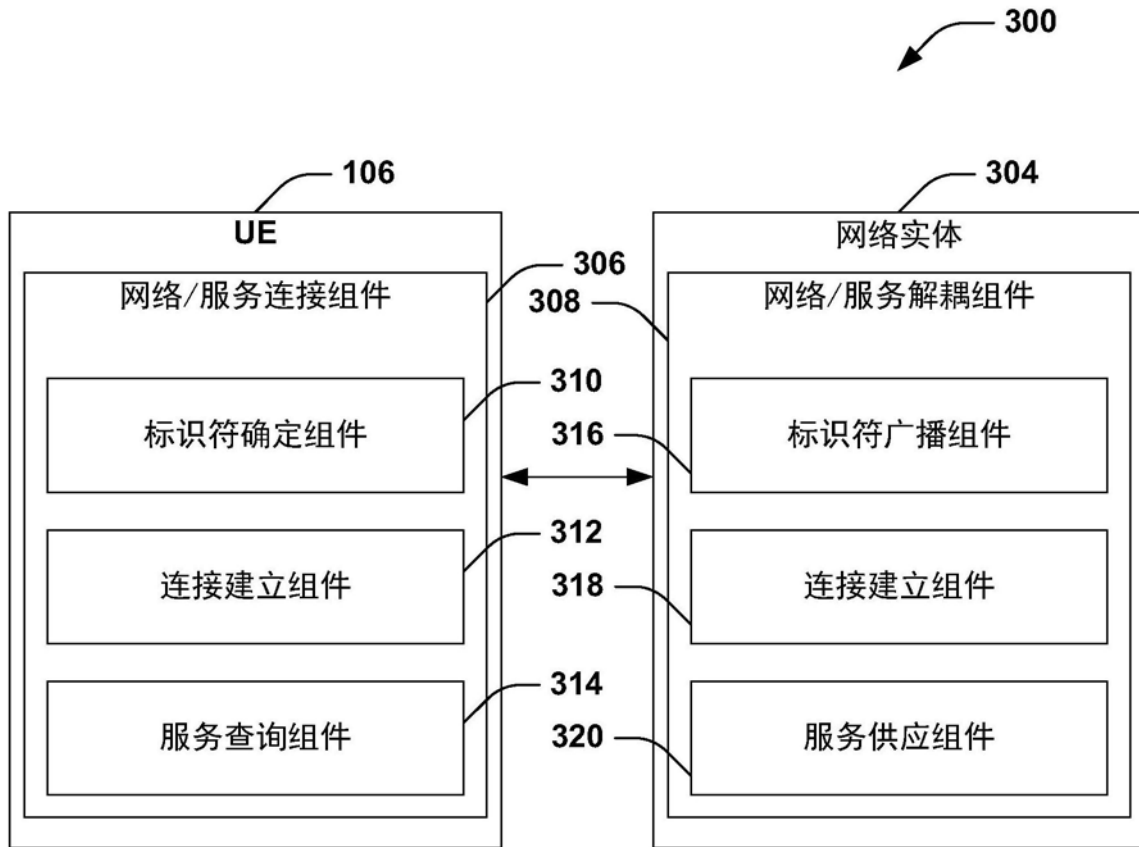 300
106
304
UE
网络实体
306
网络/服务连接组件
网络/服务解耦组件
308
310
标识符确定组件
标识符广播组件
316
312
连接建立组件
连接建立组件
318
314
服务查询组件
服务供应组件
320